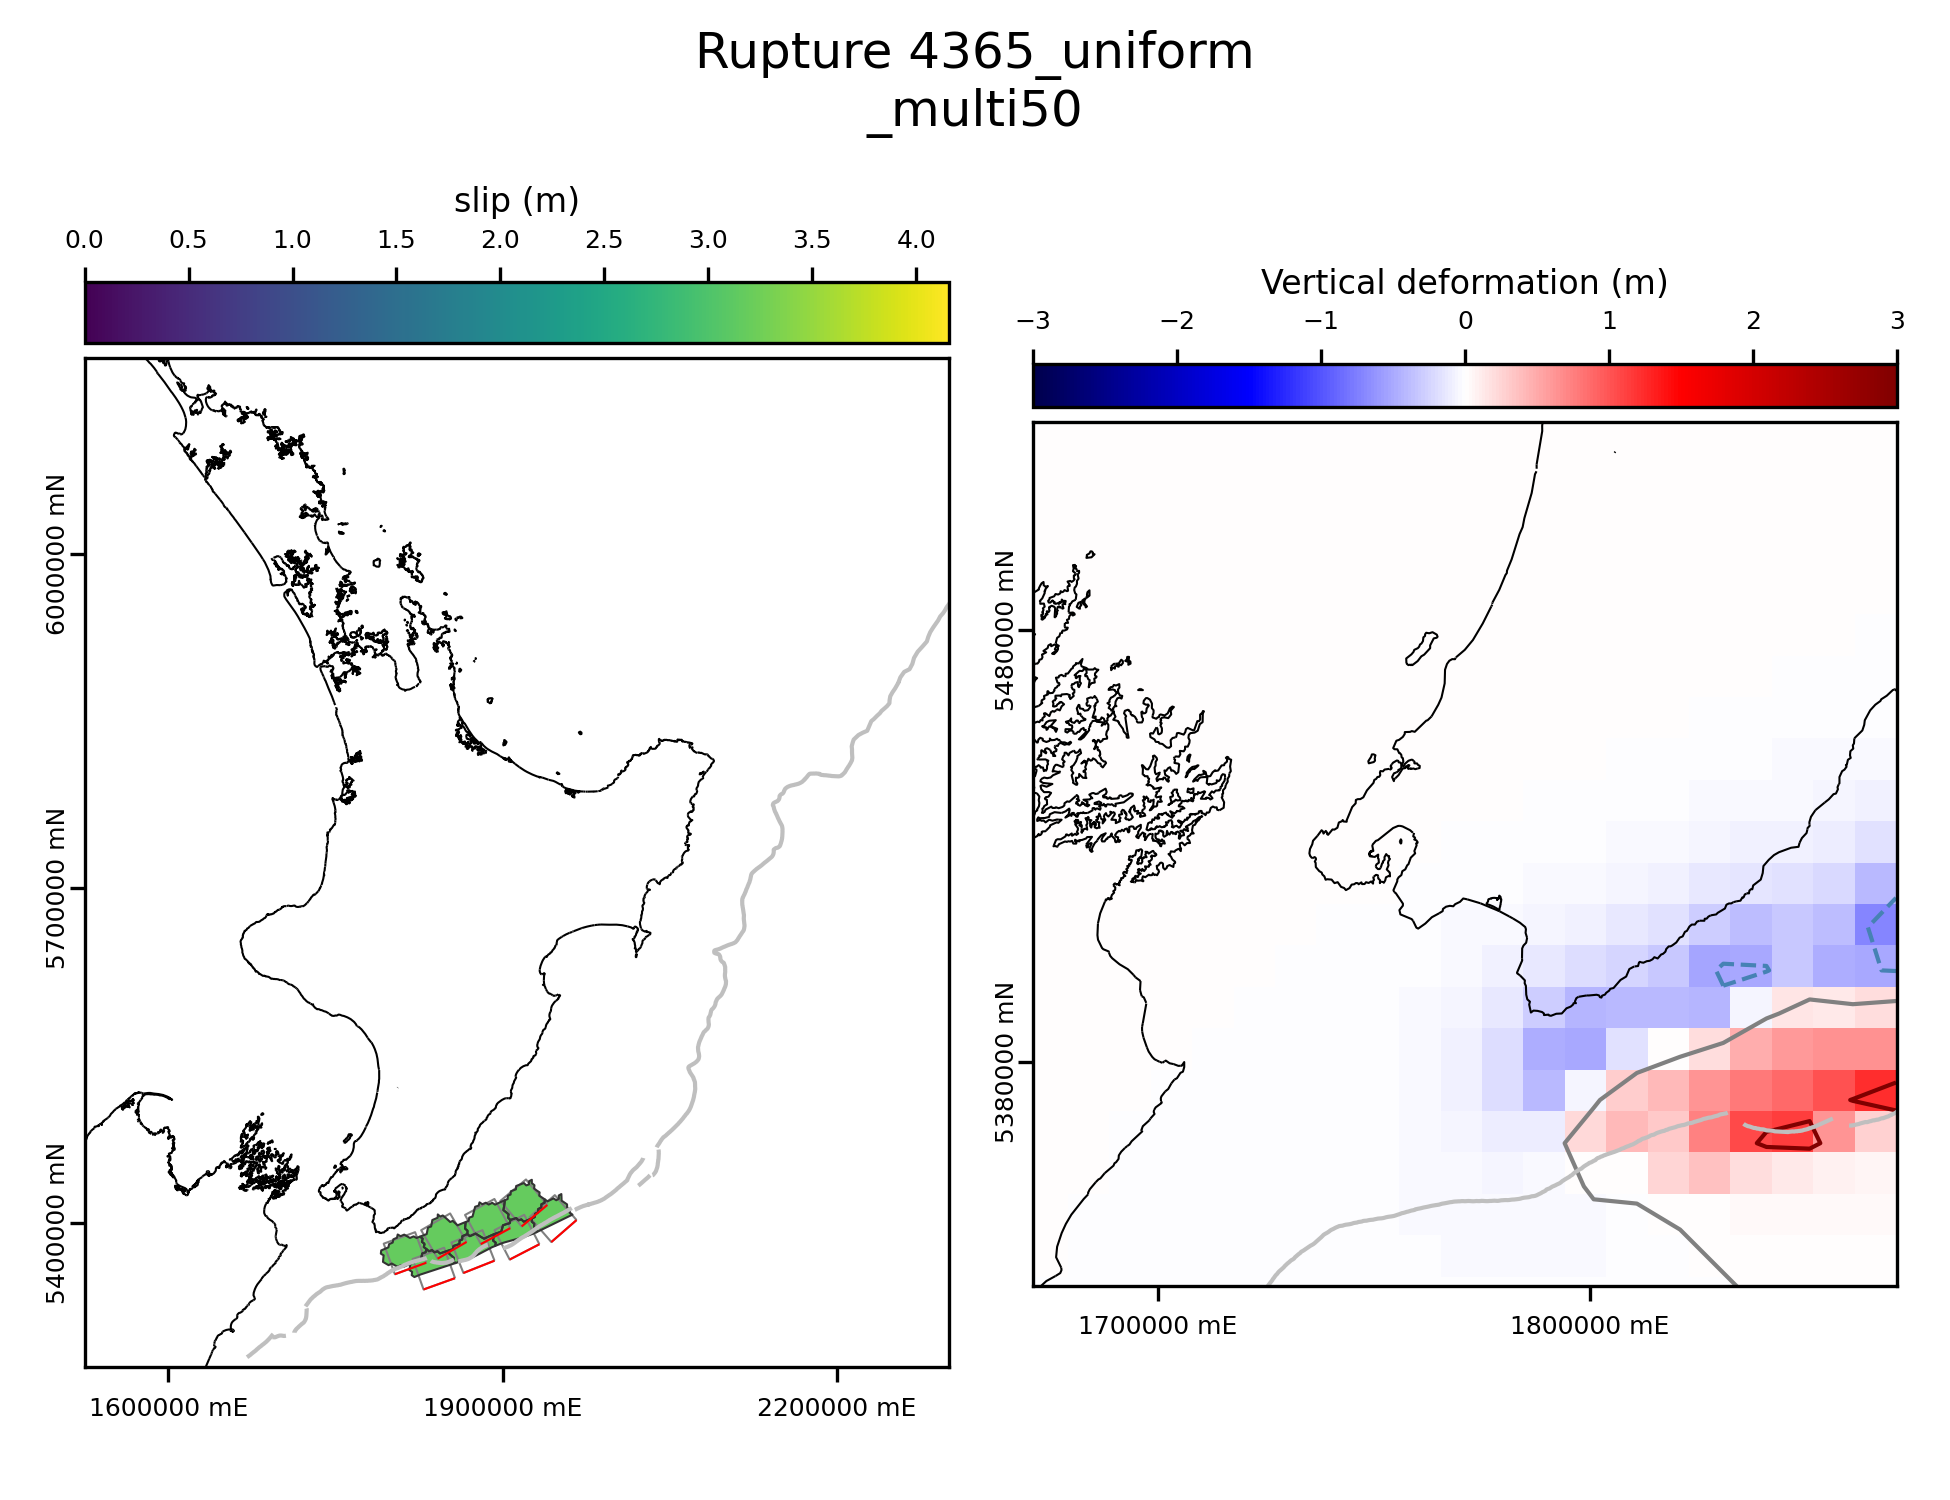 Rupture 4365_uniform
_multi50
slip (m)
0.0 0.5 1.0 1.5 2.0 2.5 3.0 3.5 4.0
6000000 mN
5700000 mN
5400000 mN
1600000 mE 1900000 mE 2200000 mE
Vertical deformation (m)
−3 −2 −1 0 1 2 3
5480000 mN
5380000 mN
1700000 mE 1800000 mE